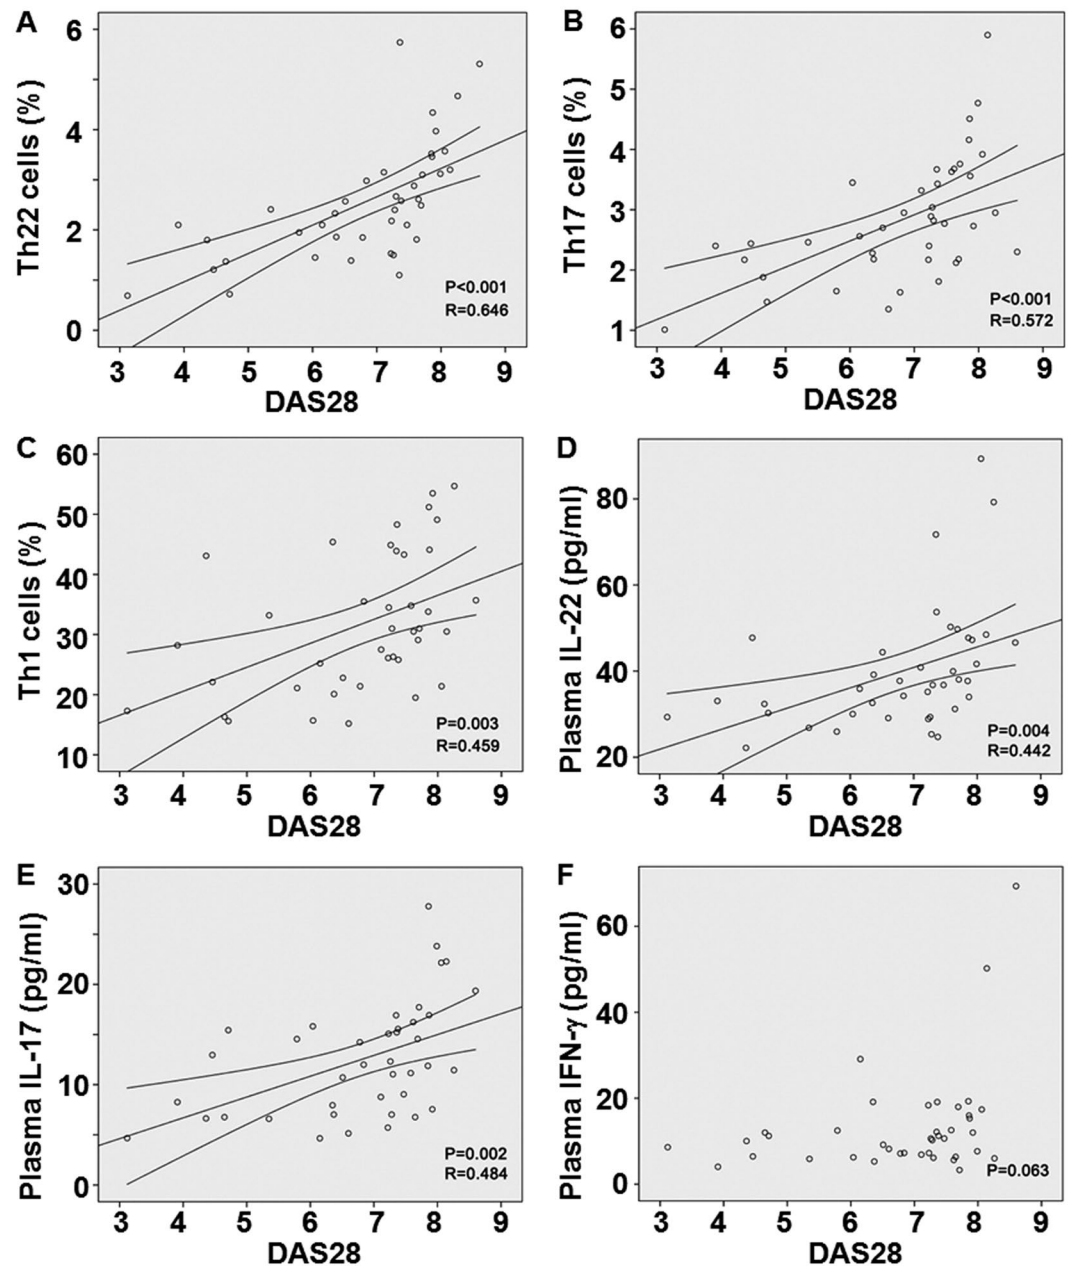 A
Th22 cells (%)
6
4
2
0
P<0.001
R=0.646
3 4 5 6 7 8 9
DAS28
B
Th17 cells (%)
6
5
4
3
2
1
P<0.001
R=0.572
3 4 5 6 7 8 9
DAS28
C
Th1 cells (%)
60
50
40
30
20
10
P=0.003
R=0.459
3 4 5 6 7 8 9
DAS28
D
Plasma IL-22 (pg/ml)
80
60
40
20
P=0.004
R=0.442
3 4 5 6 7 8 9
DAS28
E
Plasma IL-17 (pg/ml)
30
20
10
0
P=0.002
R=0.484
3 4 5 6 7 8 9
DAS28
F
Plasma IFN-γ (pg/ml)
60
40
20
0
P=0.063
3 4 5 6 7 8 9
DAS28